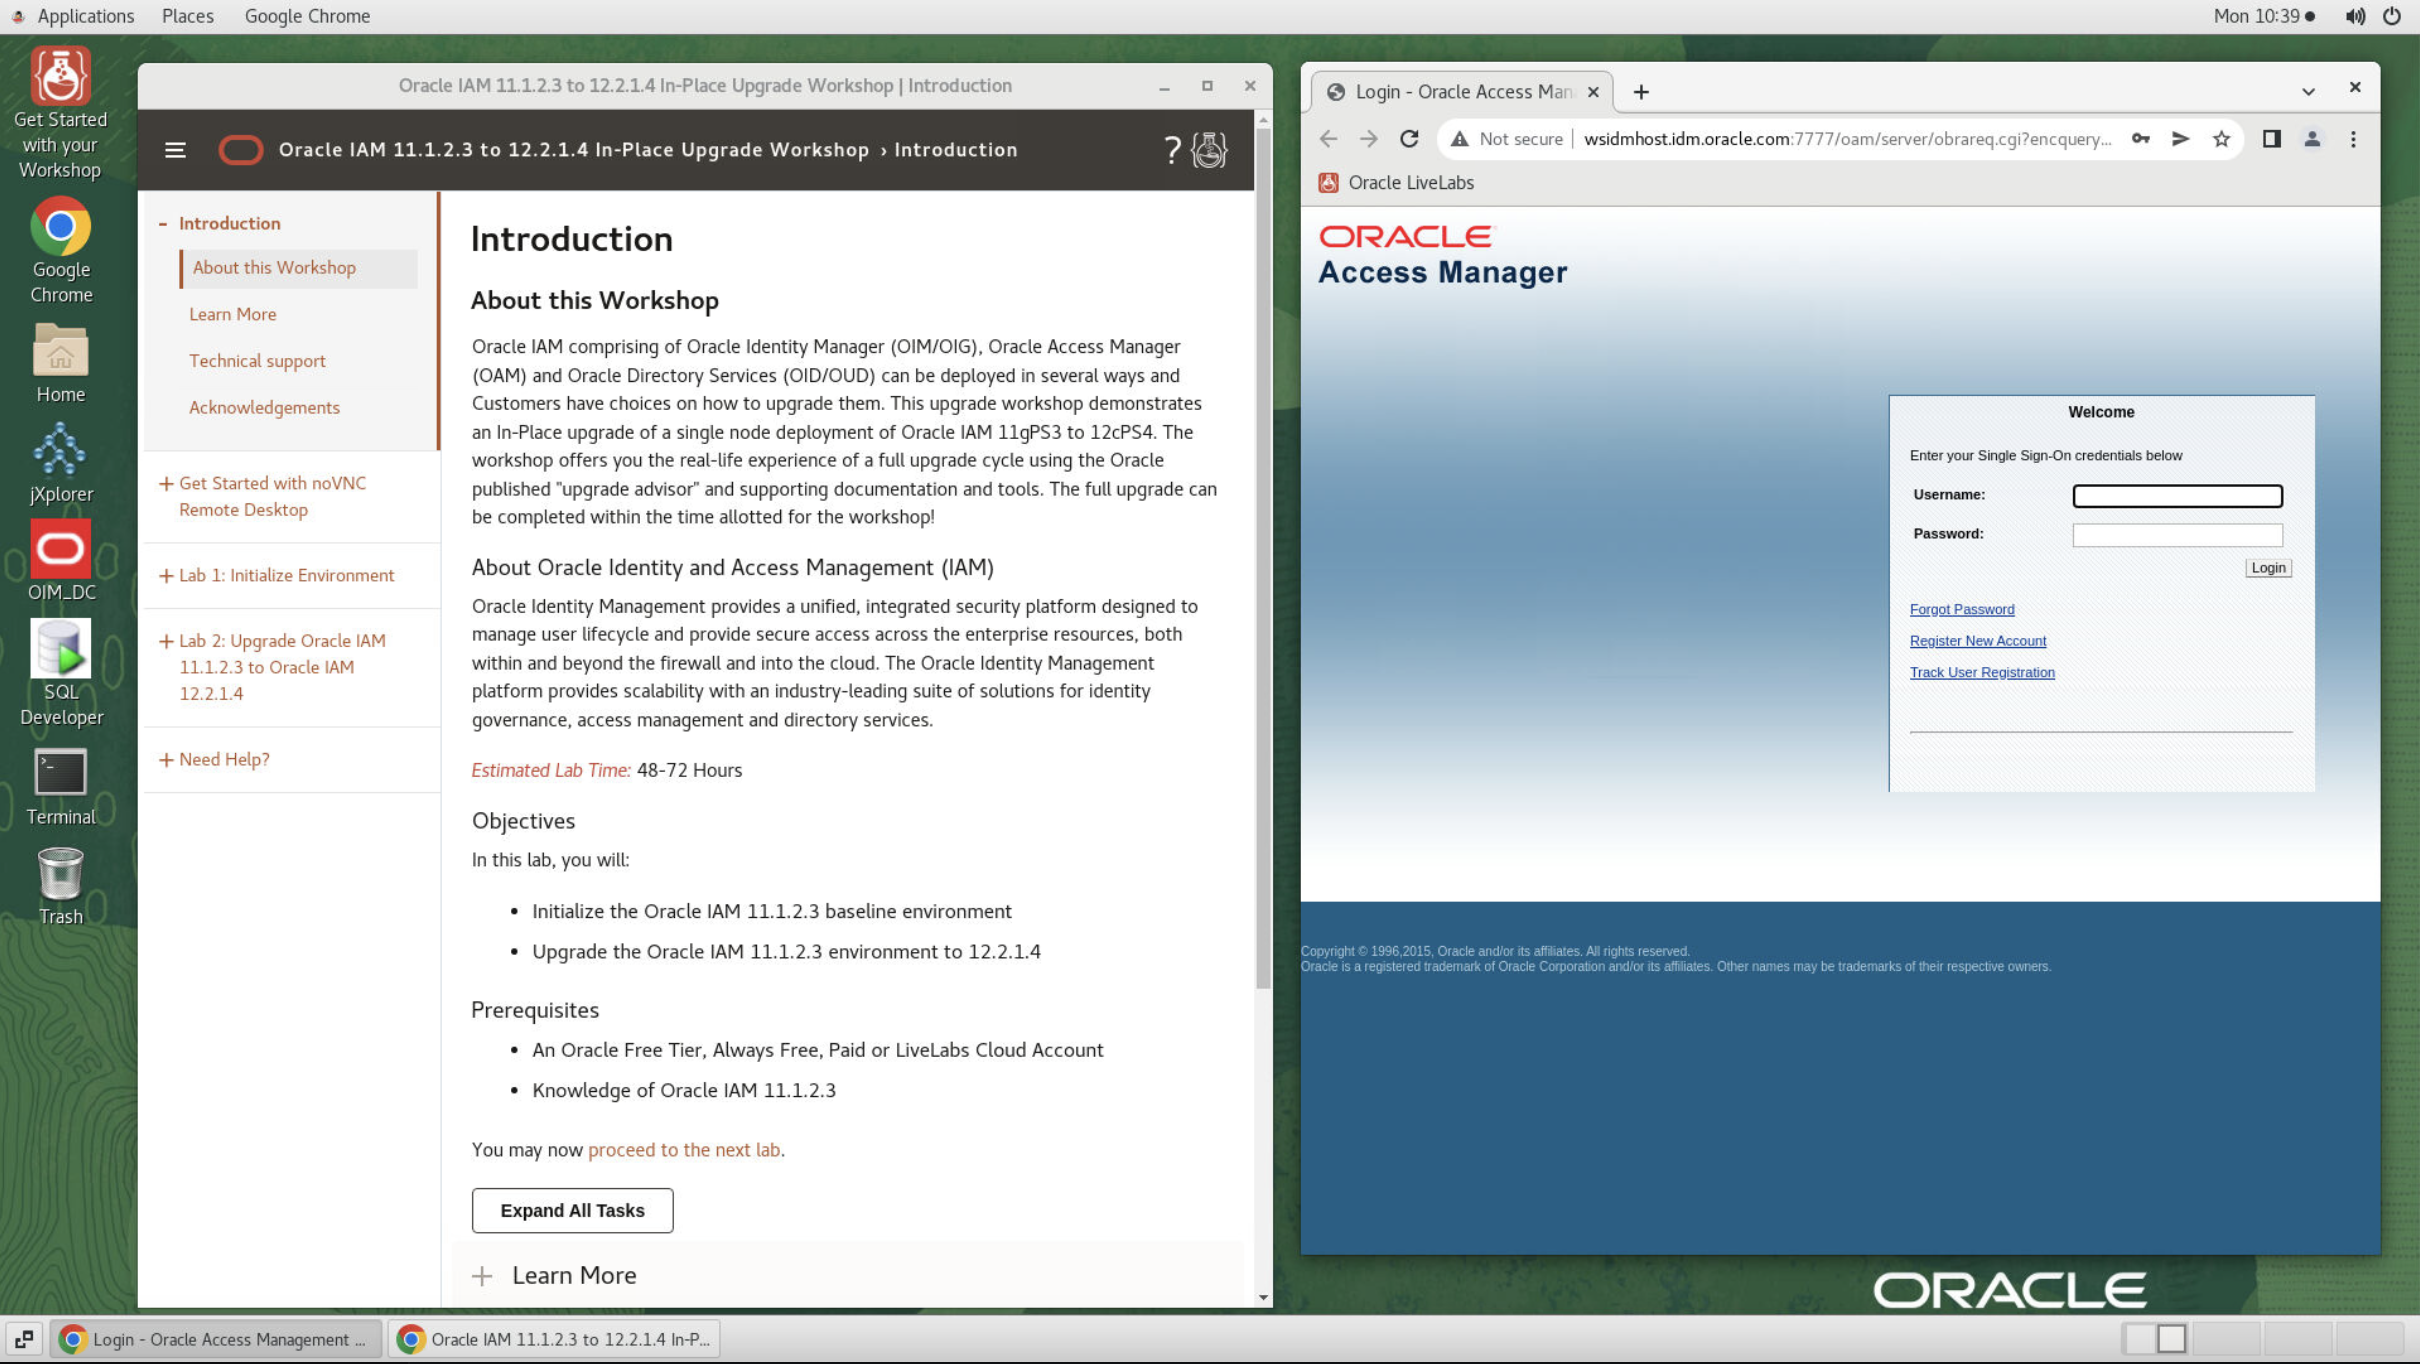 Applications Places Google Chrome Mon 10:39
Get Started
with your
Workshop
Google
Chrome
Home
jXplorer
OIM_DC
SQL
Developer
Terminal
Trash
Oracle IAM 11.1.2.3 to 12.2.1.4 In-Place Upgrade Workshop | Introduction
Oracle IAM 11.1.2.3 to 12.2.1.4 In-Place Upgrade Workshop › Introduction ?
- Introduction
About this Workshop
Learn More
Technical support
Acknowledgements
+ Get Started with noVNC
Remote Desktop
+ Lab 1: Initialize Environment
+ Lab 2: Upgrade Oracle IAM
11.1.2.3 to Oracle IAM
12.2.1.4
+ Need Help?
Introduction
About this Workshop
Oracle IAM comprising of Oracle Identity Manager (OIM/OIG), Oracle Access Manager
(OAM) and Oracle Directory Services (OID/OUD) can be deployed in several ways and
Customers have choices on how to upgrade them. This upgrade workshop demonstrates
an In-Place upgrade of a single node deployment of Oracle IAM 11gPS3 to 12cPS4. The
workshop offers you the real-life experience of a full upgrade cycle using the Oracle
published "upgrade advisor" and supporting documentation and tools. The full upgrade can
be completed within the time allotted for the workshop!
About Oracle Identity and Access Management (IAM)
Oracle Identity Management provides a unified, integrated security platform designed to
manage user lifecycle and provide secure access across the enterprise resources, both
within and beyond the firewall and into the cloud. The Oracle Identity Management
platform provides scalability with an industry-leading suite of solutions for identity
governance, access management and directory services.
Estimated Lab Time: 48-72 Hours
Objectives
In this lab, you will:
• Initialize the Oracle IAM 11.1.2.3 baseline environment
• Upgrade the Oracle IAM 11.1.2.3 environment to 12.2.1.4
Prerequisites
• An Oracle Free Tier, Always Free, Paid or LiveLabs Cloud Account
• Knowledge of Oracle IAM 11.1.2.3
You may now proceed to the next lab.
Expand All Tasks
+ Learn More
Login - Oracle Access Man
Not secure | wsidmhost.idm.oracle.com:7777/oam/server/obrareq.cgi?encquery...
Oracle LiveLabs
ORACLE
Access Manager
Welcome
Enter your Single Sign-On credentials below
Username:
Password:
Login
Forgot Password
Register New Account
Track User Registration
Copyright © 1996,2015, Oracle and/or its affiliates. All rights reserved.
Oracle is a registered trademark of Oracle Corporation and/or its affiliates. Other names may be trademarks of their respective owners.
ORACLE
Login - Oracle Access Management ... Oracle IAM 11.1.2.3 to 12.2.1.4 In-P...